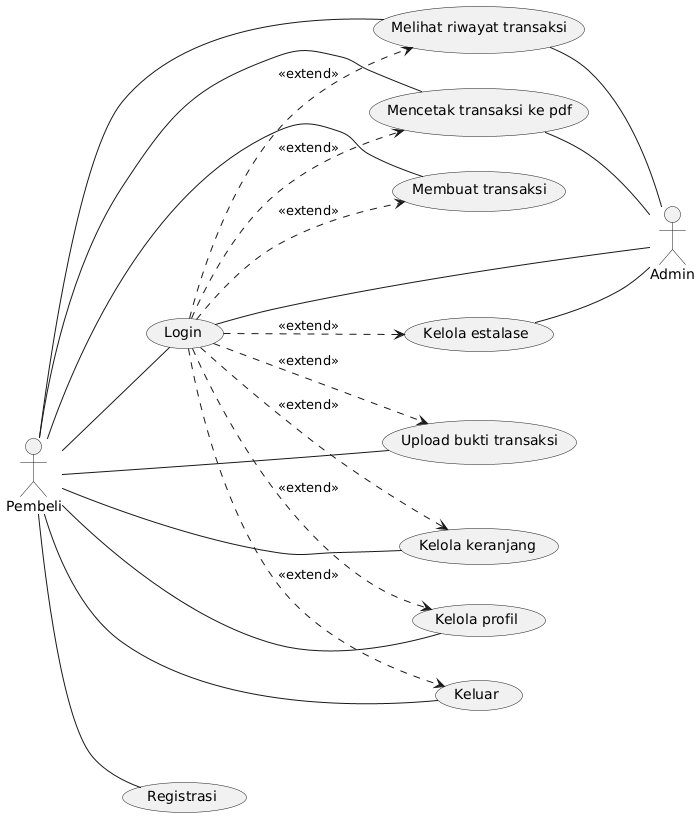 Melihat riwayat transaksi
«extend»
Mencetak transaksi ke pdf
«extend»
Membuat transaksi
«extend»
Admin
Login
«extend»
Kelola estalase
«extend»
«extend»
Upload bukti transaksi
«extend»
Pembeli
Kelola keranjang
«extend»
Kelola profil
Keluar
Registrasi